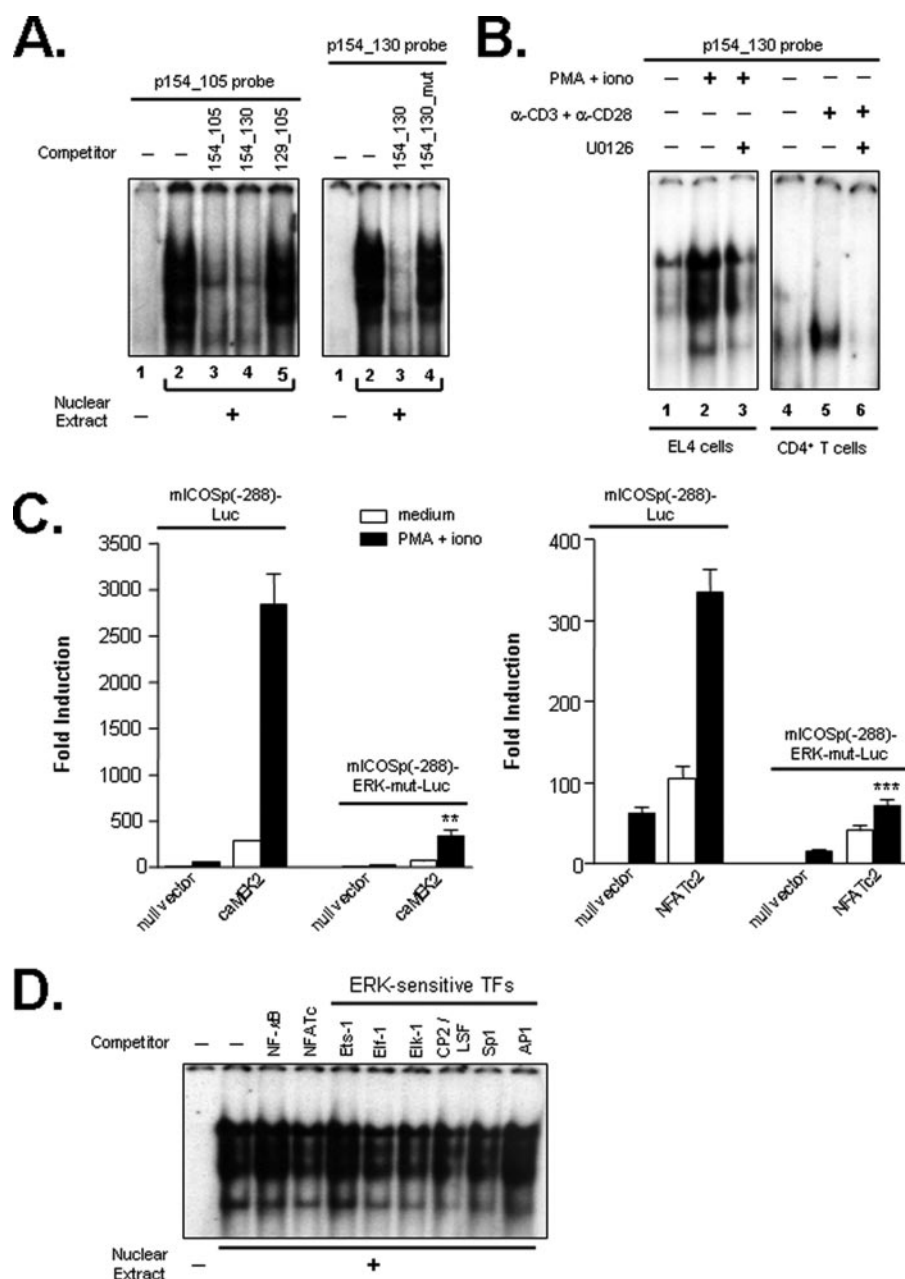 A.
p154_105 probe
Competitor – – 154_105 154_130 129_105
1 2 3 4 5
Nuclear Extract – +
p154_130 probe
– – 154_130 154_130_mut
1 2 3 4
– +
B.
p154_130 probe
PMA + iono – + + – – –
α-CD3 + α-CD28 – – – – + +
U0126 – – + – – +
1 2 3 4 5 6
EL4 cells CD4+ T cells
C.
mICOSp(-288)-
Luc
medium
PMA + iono
Fold Induction
3500
3000
2500
2000
1500
1000
500
0
mICOSp(-288)-
ERK-mut-Luc
**
null vector caMEK2 null vector caMEK2
mICOSp(-288)-
Luc
Fold Induction
400
300
200
100
0
mICOSp(-288)-
ERK-mut-Luc
***
null vector NFATc2 null vector NFATc2
D.
ERK-sensitive TFs
Competitor – – NF-κB NFATc Ets-1 Elf-1 Elk-1 CP2 / LSF Sp1 AP1
Nuclear Extract – +